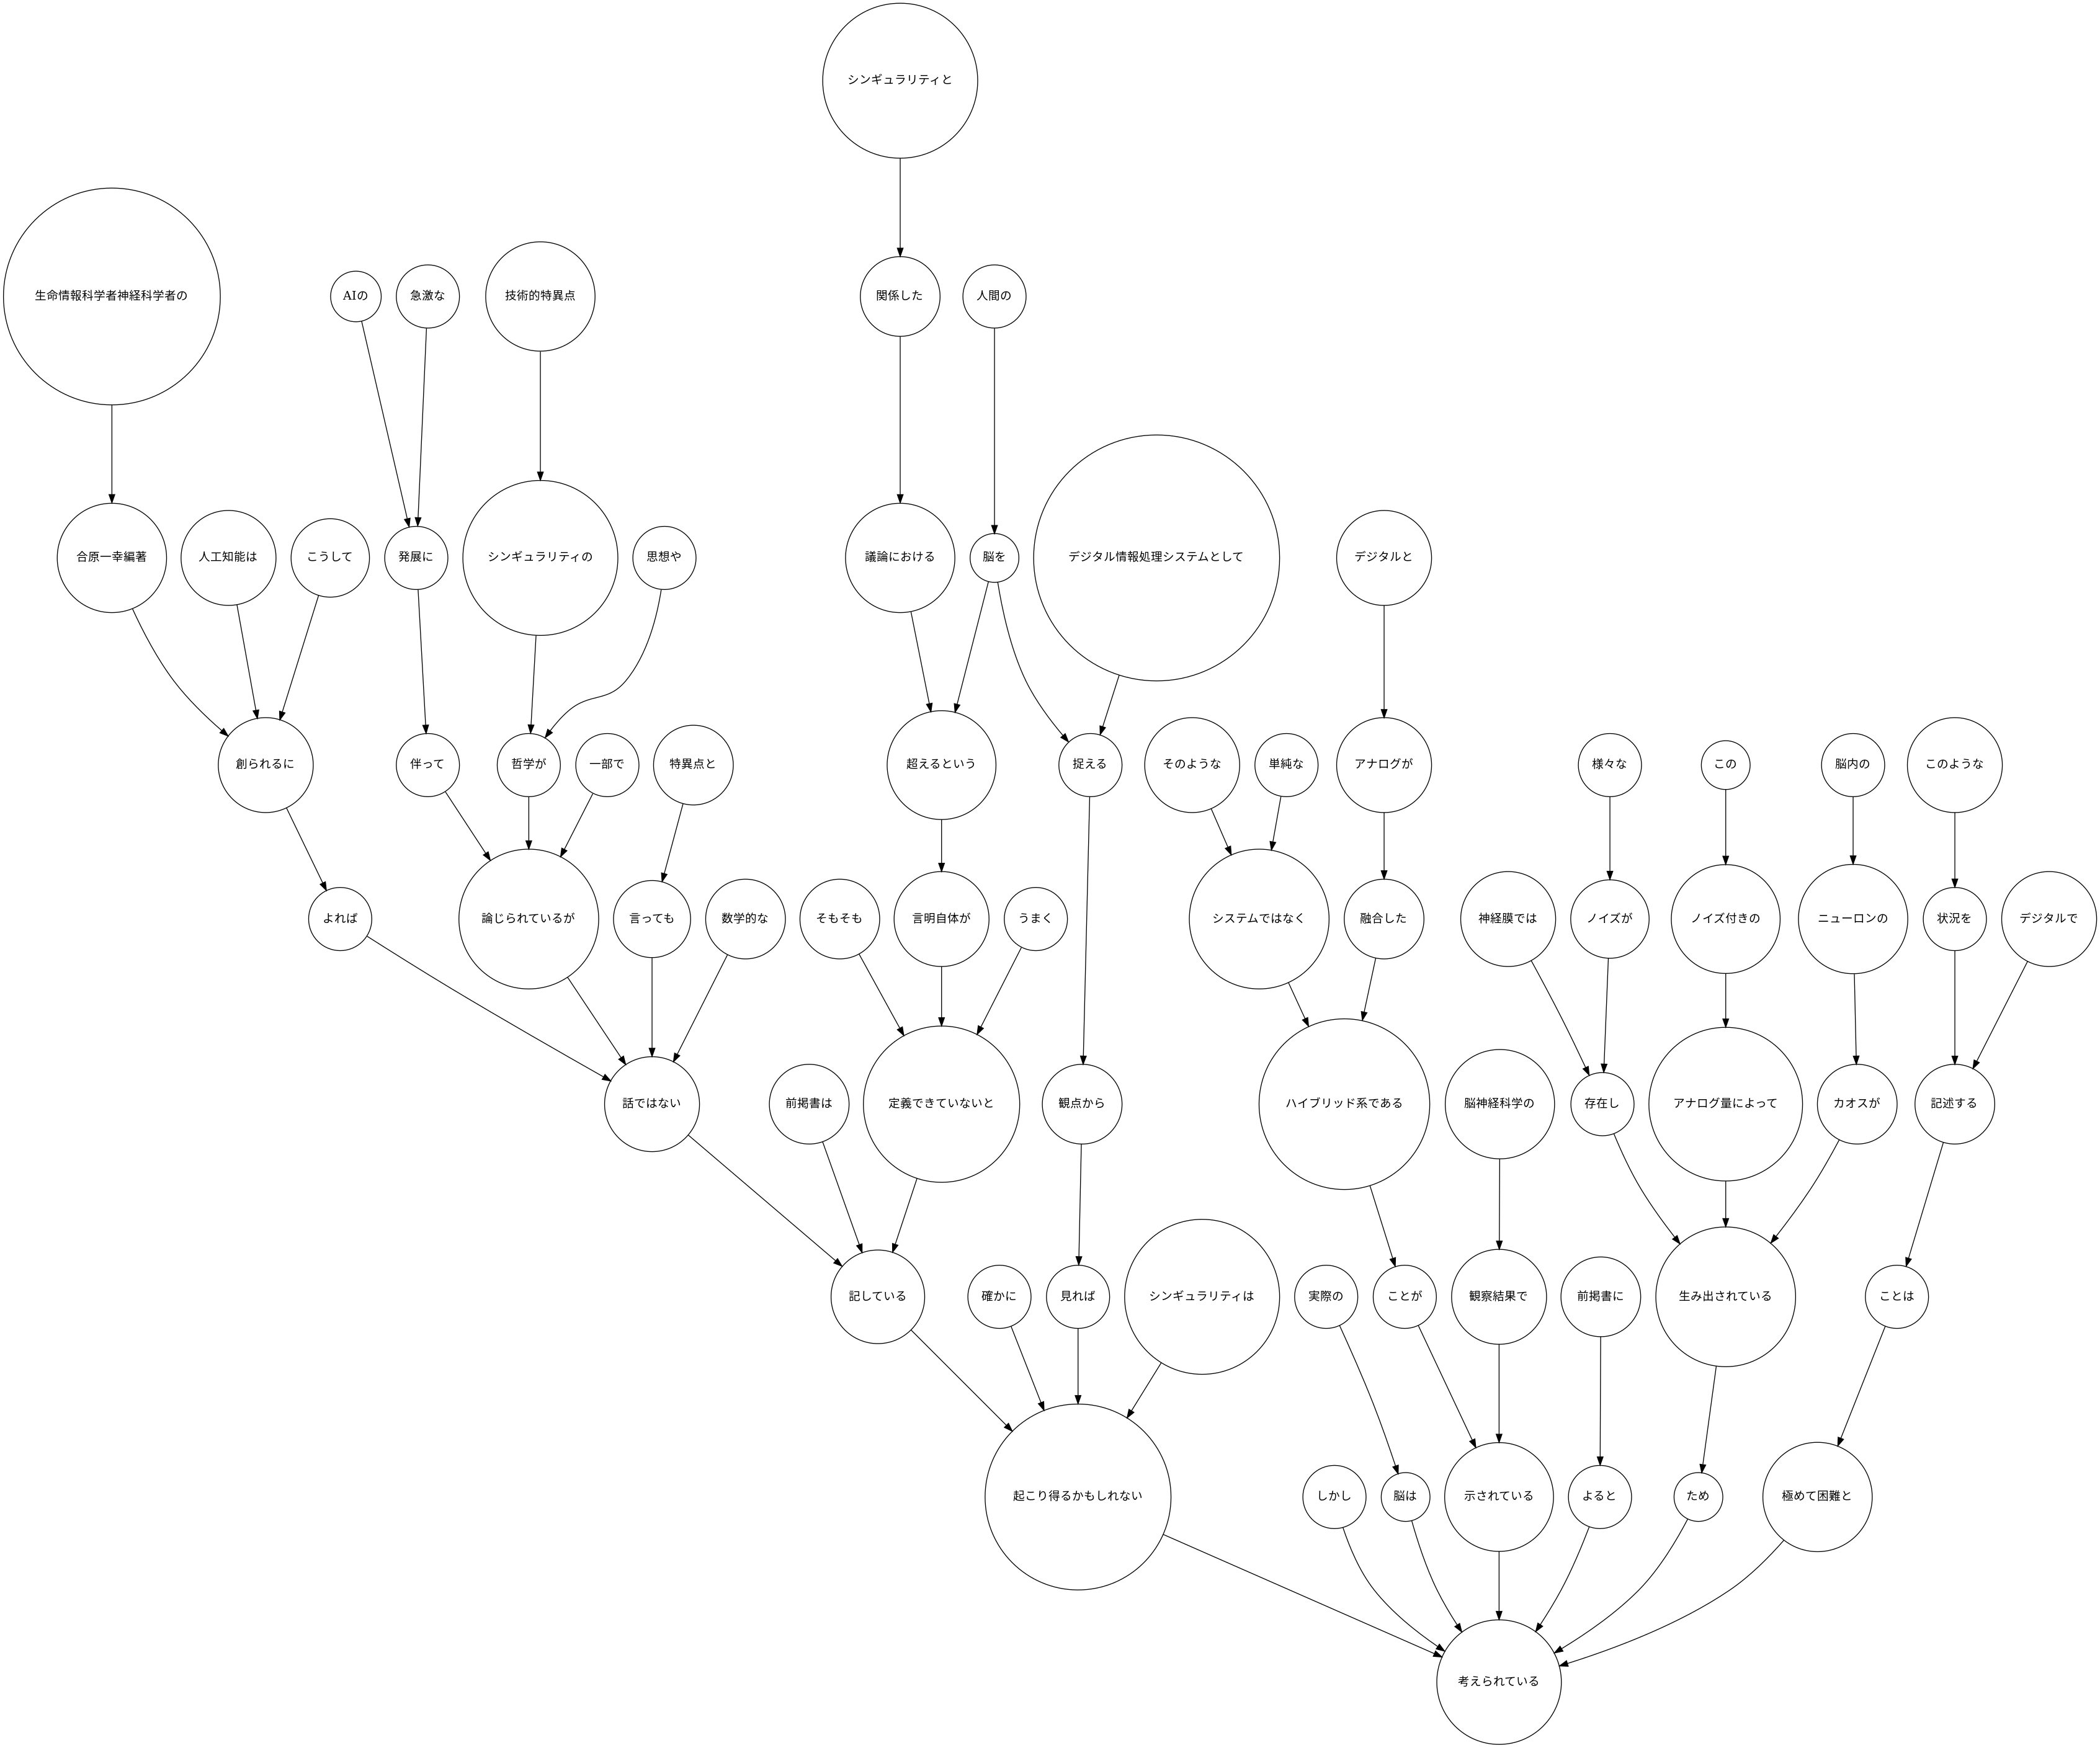 シンギュラリティと
生命情報科学者神経科学者の
AIの
急激な
技術的特異点
関係した
人間の
合原一幸編著
人工知能は
こうして
発展に
シンギュラリティの
思想や
議論における
脳を
デジタル情報処理システムとして
デジタルと
創られるに
伴って
哲学が
一部で
特異点と
超えるという
捉える
そのような
単純な
アナログが
様々な
この
脳内の
このような
よれば
論じられているが
言っても
数学的な
そもそも
言明自体が
うまく
システムではなく
融合した
神経膜では
ノイズが
ノイズ付きの
ニューロンの
状況を
デジタルで
話ではない
前掲書は
定義できていないと
観点から
ハイブリッド系である
脳神経科学の
存在し
アナログ量によって
カオスが
記述する
記している
確かに
見れば
シンギュラリティは
実際の
ことが
観察結果で
前掲書に
生み出されている
ことは
起こり得るかもしれない
しかし
脳は
示されている
よると
ため
極めて困難と
考えられている